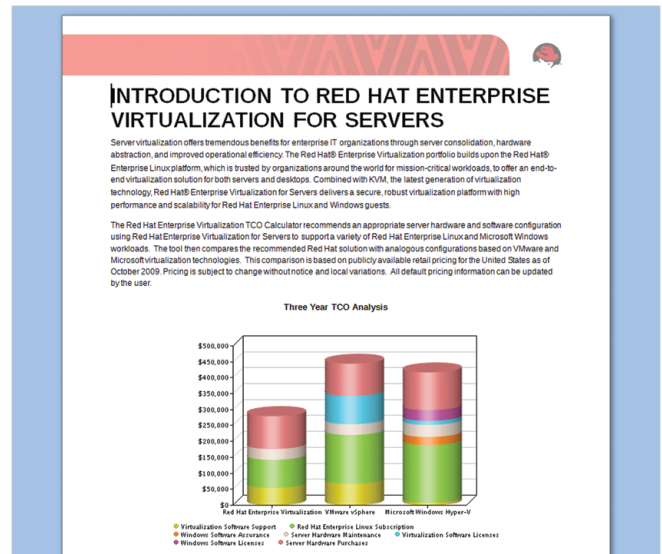 INTRODUCTION TO RED HAT ENTERPRISE
VIRTUALIZATION FOR SERVERS
Server virtualization offers tremendous benefits for enterprise IT organizations through server consolidation, hardware
abstraction, and improved operational efficiency. The Red Hat® Enterprise Virtualization portfolio builds upon the Red Hat®
Enterprise Linux platform, which is trusted by organizations around the world for mission-critical workloads, to offer an end-to-
end virtualization solution for both servers and desktops. Combined with KVM, the latest generation of virtualization
technology, Red Hat® Enterprise Virtualization for Servers delivers a secure, robust virtualization platform with high
performance and scalability for Red Hat Enterprise Linux and Windows guests.
The Red Hat Enterprise Virtualization TCO Calculator recommends an appropriate server hardware and software configuration
using Red Hat Enterprise Virtualization for Servers to support a variety of Red Hat Enterprise Linux and Microsoft Windows
workloads. The tool then compares the recommended Red Hat solution with analogous configurations based on VMware and
Microsoft virtualization technologies. This comparison is based on publicly available retail pricing for the United States as of
October 2009. Pricing is subject to change without notice and local variations. All default pricing information can be updated
by the user.
Three Year TCO Analysis
$500,000
$450,000
$400,000
$350,000
$300,000
$250,000
$200,000
$150,000
$100,000
$50,000
$0
Red Hat Enterprise Virtualization VMware vSphere Microsoft Windows Hyper-V
Virtualization Software Support Red Hat Enterprise Linux Subscription
Windows Software Assurance Server Hardware Maintenance Virtualization Software Licenses
Windows Software Licenses Server Hardware Purchases